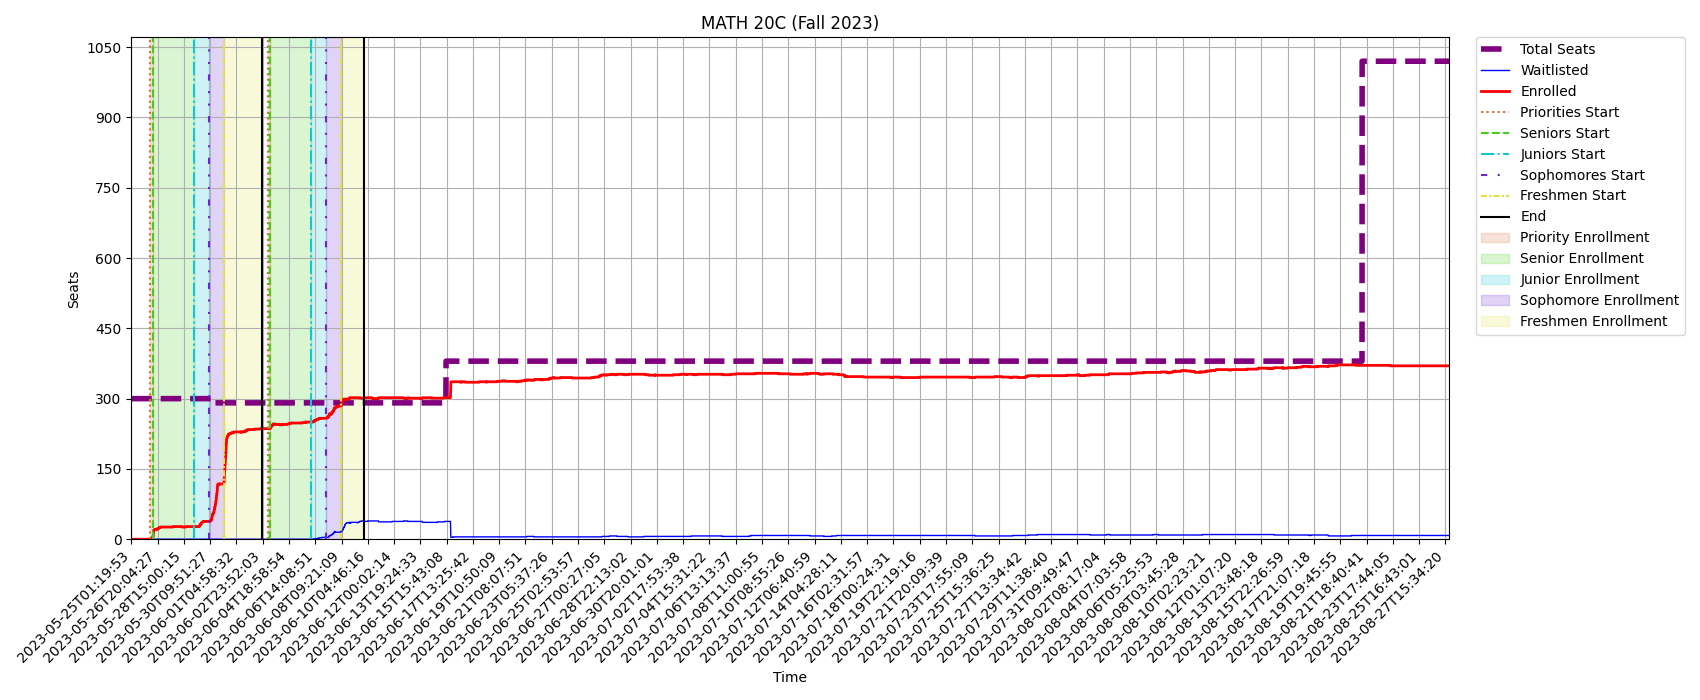 MATH 20C (Fall 2023)
1050
900
750
600
450
300
150
0
Seats
2023-05-25T01:19:53
2023-05-26T20:04:27
2023-05-28T15:00:15
2023-05-30T09:51:27
2023-06-01T04:58:32
2023-06-02T23:52:03
2023-06-04T18:58:54
2023-06-06T14:08:51
2023-06-08T09:21:09
2023-06-10T04:46:16
2023-06-12T00:02:14
2023-06-13T19:24:33
2023-06-15T15:43:08
2023-06-17T13:25:42
2023-06-19T10:50:09
2023-06-21T08:07:51
2023-06-23T05:37:26
2023-06-25T02:53:57
2023-06-27T00:27:05
2023-06-28T22:13:02
2023-06-30T20:01:01
2023-07-02T17:53:38
2023-07-04T15:31:22
2023-07-06T13:13:37
2023-07-08T11:00:55
2023-07-10T08:55:26
2023-07-12T06:40:59
2023-07-14T04:28:11
2023-07-16T02:31:57
2023-07-18T00:24:31
2023-07-19T22:19:16
2023-07-21T20:09:39
2023-07-23T17:55:09
2023-07-25T15:36:25
2023-07-27T13:34:42
2023-07-29T11:38:40
2023-07-31T09:49:47
2023-08-02T08:17:04
2023-08-04T07:03:58
2023-08-06T05:25:53
2023-08-08T03:45:28
2023-08-10T02:23:21
2023-08-12T01:07:20
2023-08-13T23:48:18
2023-08-15T22:26:59
2023-08-17T21:07:18
2023-08-19T19:45:55
2023-08-21T18:40:41
2023-08-23T17:44:05
2023-08-25T16:43:01
2023-08-27T15:34:20
Time
Total Seats
Waitlisted
Enrolled
Priorities Start
Seniors Start
Juniors Start
Sophomores Start
Freshmen Start
End
Priority Enrollment
Senior Enrollment
Junior Enrollment
Sophomore Enrollment
Freshmen Enrollment